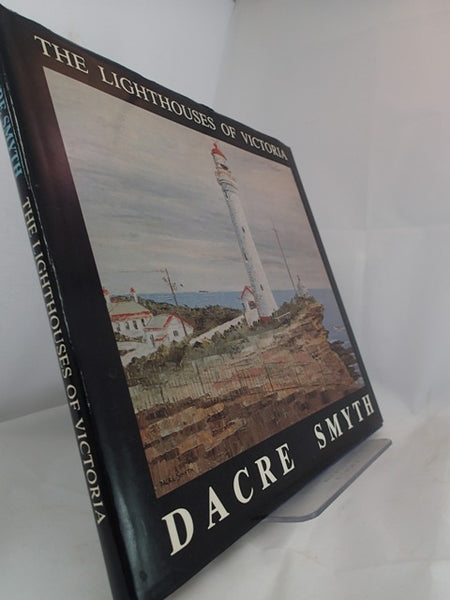 THE LIGHTHOUSES OF VICTORIA
DACRE SMYTH
SMYTH THE LIGHTHOUSES OF VICTORIA